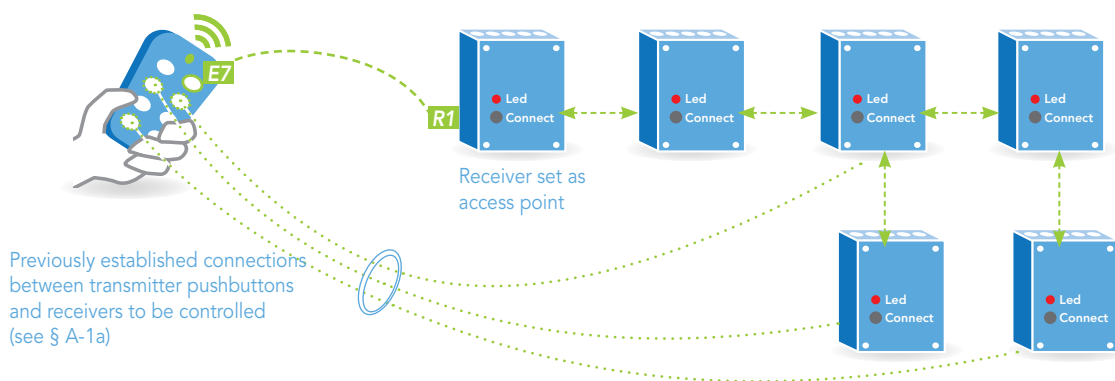 E7
R1
Led
Connect
Led
Connect
Led
Connect
Led
Connect
Receiver set as
access point
Previously established connections
between transmitter pushbuttons
and receivers to be controlled
(see § A-1a)
Led
Connect
Led
Connect